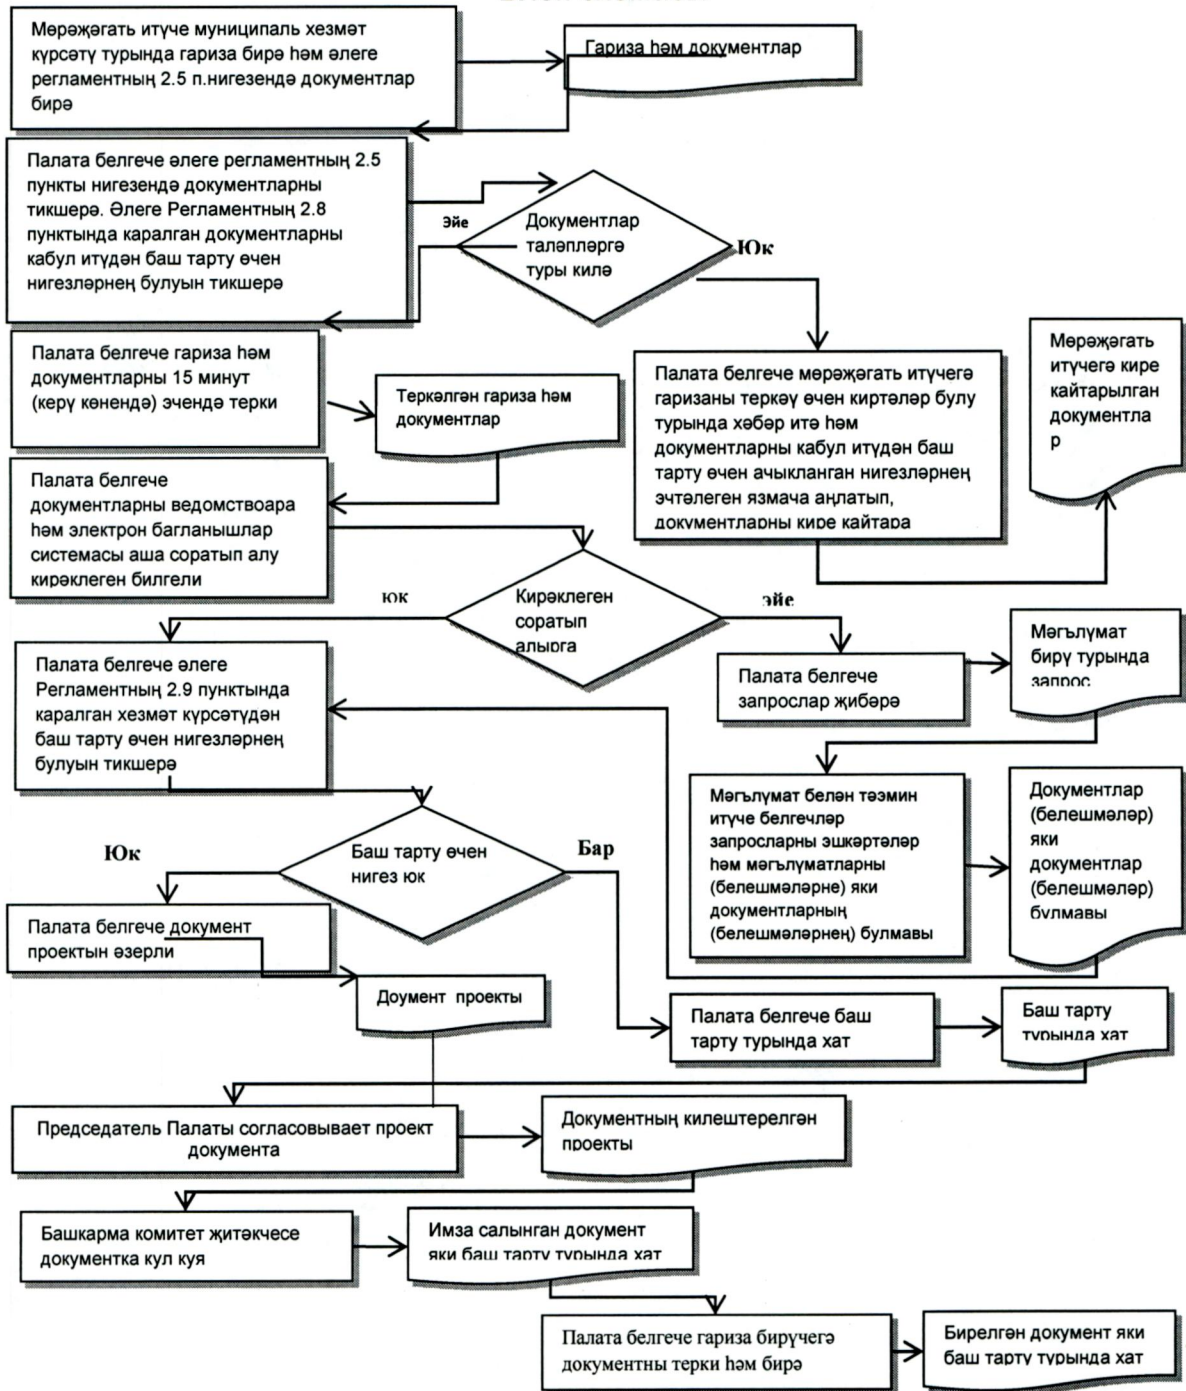 Мөрәҗәгать итүче муниципаль хезмәт
күрсәтү турында гариза бирә һәм әлеге
регламентның 2.5 п.нигезендә документлар
бирә
Гариза һәм документлар
Палата белгече әлеге регламентның 2.5
пункты нигезендә документларны
тикшерә. Әлеге Регламентның 2.8
пунктында каралган документларны
кабул итүдән баш тарту өчен
нигезләрнең булуын тикшерә
Эйе
Документлар
таләпләргә
туры килә
Юк
Палата белгече гариза һәм
документларны 15 минут
(керү көнендә) эчендә терки
Теркәлгән гариза һәм
документлар
Палата белгече мөрәҗәгать итүчегә
гаризаны теркәү өчен киртәләр булу
турында хәбәр итә һәм
документларны кабул итүдән баш
тарту өчен ачыкланган нигезләрнең
эчтәлеген язмача аңлатып,
документларны кире кайтара
Мөрәҗәгать
итүчегә кире
кайтарылган
документла
р
Палата белгече
документларны ведомствоара
һәм электрон багланышлар
системасы аша соратып алу
кирәклеген билгели
юк
Кирәклеген
соратып
алырга
эйе
Палата белгече
запрослар җибәрә
Мәгълүмат
бирү турында
запрос
Палата белгече әлеге
Регламентның 2.9 пунктында
каралган хезмәт күрсәтүдән
баш тарту өчен нигезләрнең
булуын тикшерә
Мәгълүмат белән тәэмин
итүче белгечләр
запросларны эшкәртәләр
һәм мәгълүматларны
(белешмәләрне) яки
документларның
(белешмәләрнең) булмавы
Документлар
(белешмәләр)
яки
документлар
(белешмәләр)
булмавы
Юк
Баш тарту өчен
нигез юк
Бар
Палата белгече документ
проектын әзерли
Доумент проекты
Палата белгече баш
тарту турында хат
Баш тарту
турында хат
Председатель Палаты согласовывает проект
документа
Документның килештерелгән
проекты
Башкарма комитет җитәкчесе
документка кул куя
Имза салынган документ
яки баш тарту турында хат
Палата белгече гариза бирүчегә
документны терки һәм бирә
Бирелгән документ яки
баш тарту турында хат